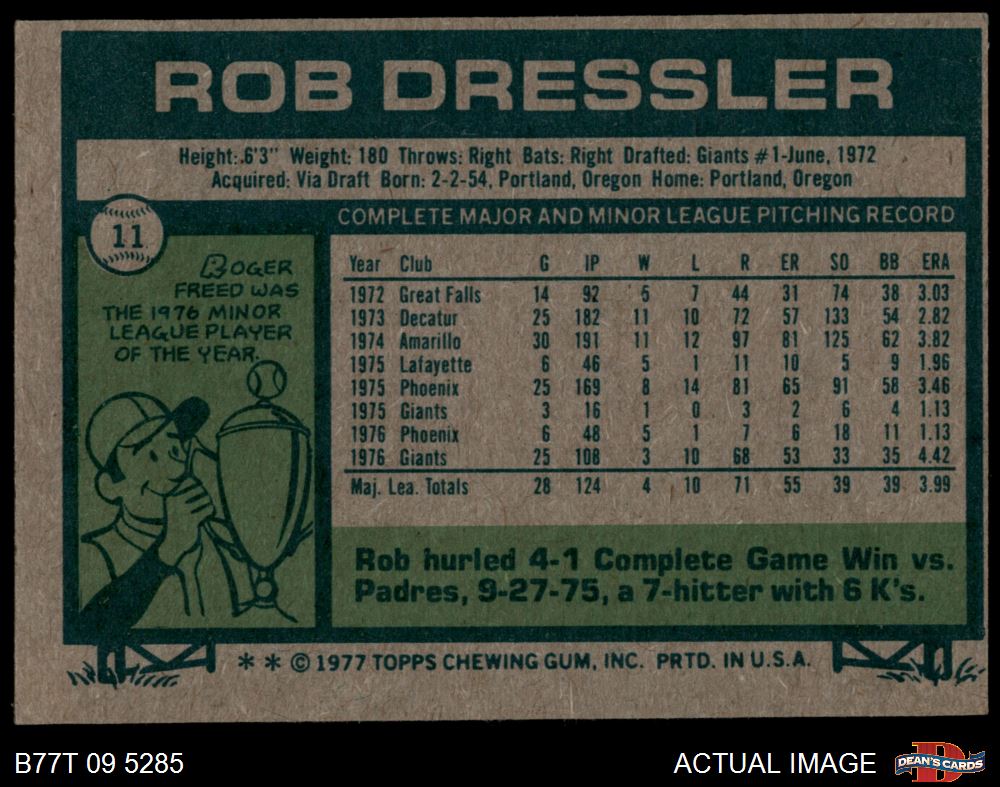 ROB DRESSLER
Height: 6'3" Weight: 180 Throws: Right Bats: Right Drafted: Giants #1-June, 1972
Acquired: Via Draft Born: 2-2-54, Portland, Oregon Home: Portland, Oregon
11
ROGER
FREED WAS
THE 1976 MINOR
LEAGUE PLAYER
OF THE YEAR.
COMPLETE MAJOR AND MINOR LEAGUE PITCHING RECORD
Year Club G IP W L R ER SO BB ERA
1972 Great Falls 14 92 5 7 44 31 74 38 3.03
1973 Decatur 25 182 11 10 72 57 133 54 2.82
1974 Amarillo 30 191 11 12 97 81 125 62 3.82
1975 Lafayette 6 46 5 1 11 10 5 9 1.96
1975 Phoenix 25 169 8 14 81 65 91 58 3.46
1975 Giants 3 16 1 0 3 2 6 4 1.13
1976 Phoenix 6 48 5 1 7 6 18 11 1.13
1976 Giants 25 108 3 10 68 53 33 35 4.42
Maj. Lea. Totals 28 124 4 10 71 55 39 39 3.99
Rob hurled 4-1 Complete Game Win vs.
Padres, 9-27-75, a 7-hitter with 6 K's.
** © 1977 TOPPS CHEWING GUM, INC. PRTD. IN U.S.A.
B77T 09 5285
ACTUAL IMAGE
D
DEAN'S CARDS